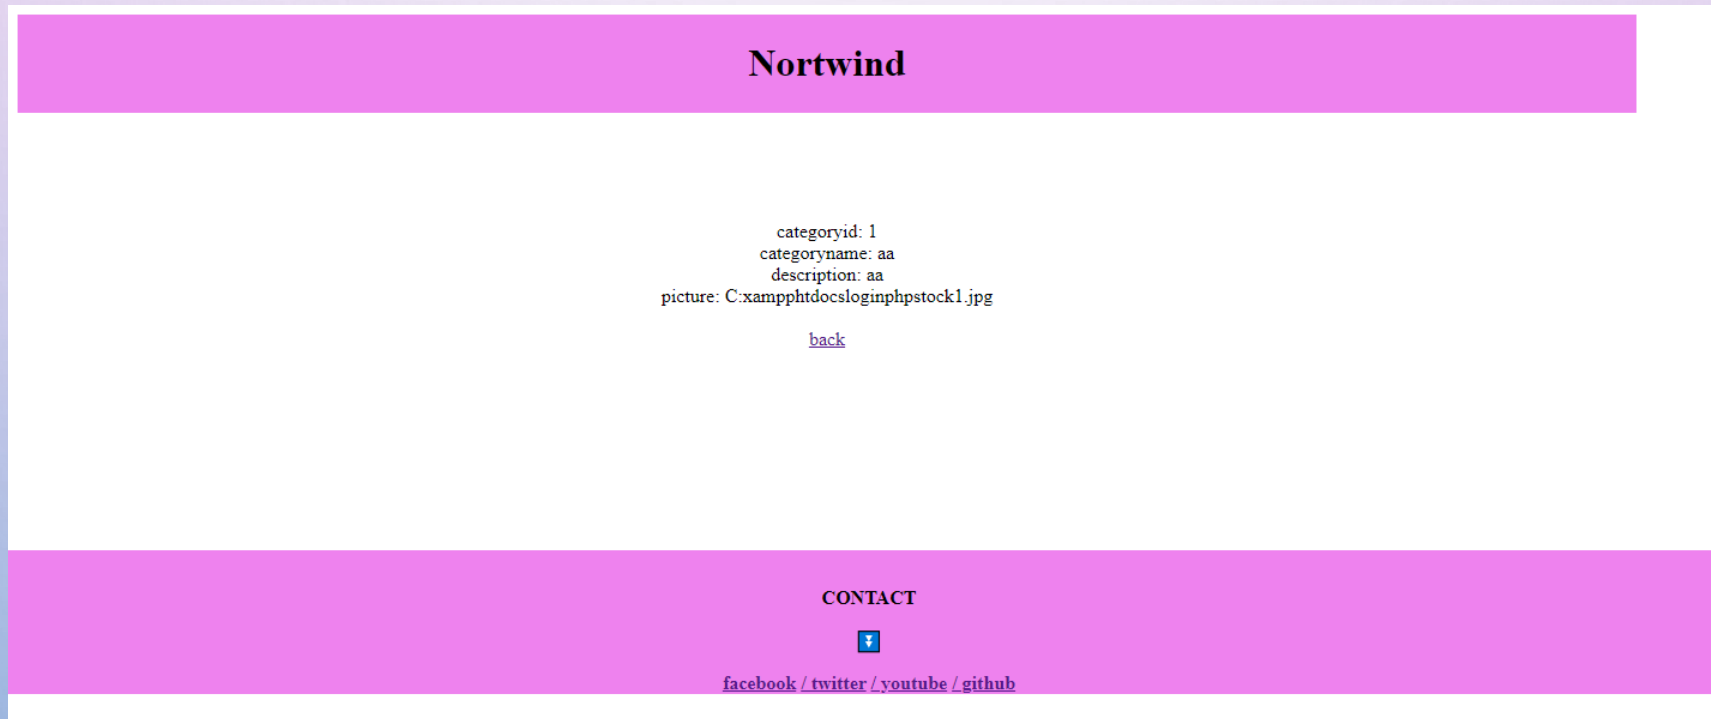 Nortwind
categoryid: 1
categoryname: aa
description: aa
picture: C:xampphtdocsloginphpstock1.jpg
back
CONTACT
facebook / twitter / youtube / github